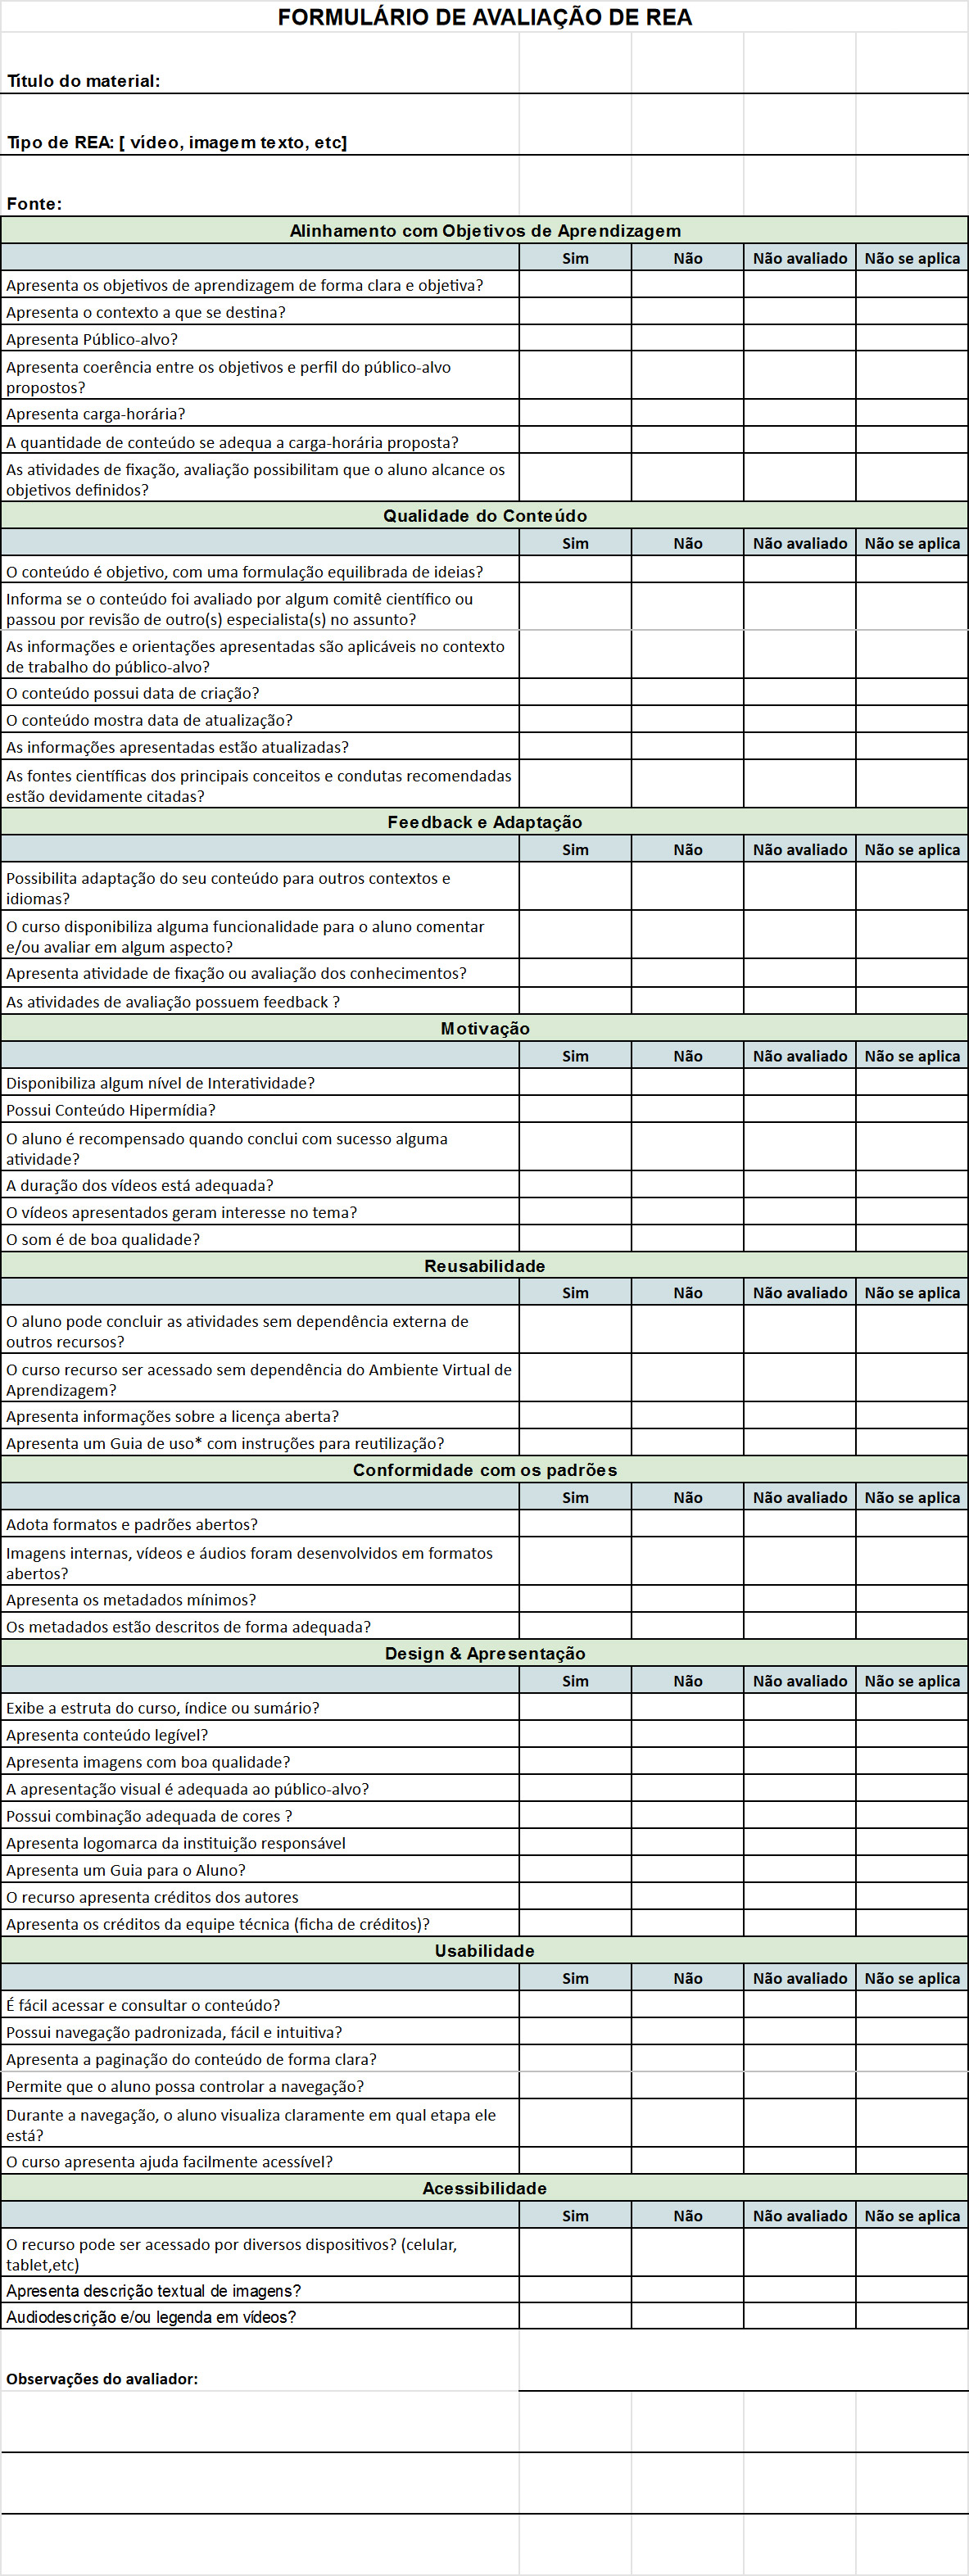 FORMULÁRIO DE AVALIAÇÃO DE REA
Título do material:
Tipo de REA: [ vídeo, imagem texto, etc]
Fonte:
Alinhamento com Objetivos de Aprendizagem
Sim Não Não avaliado Não se aplica
Apresenta os objetivos de aprendizagem de forma clara e objetiva?
Apresenta o contexto a que se destina?
Apresenta Público-alvo?
Apresenta coerência entre os objetivos e perfil do público-alvo
propostos?
Apresenta carga-horária?
A quantidade de conteúdo se adequa a carga-horária proposta?
As atividades de fixação, avaliação possibilitam que o aluno alcance os
objetivos definidos?
Qualidade do Conteúdo
Sim Não Não avaliado Não se aplica
O conteúdo é objetivo, com uma formulação equilibrada de ideias?
Informa se o conteúdo foi avaliado por algum comitê científico ou
passou por revisão de outro(s) especialista(s) no assunto?
As informações e orientações apresentadas são aplicáveis no contexto
de trabalho do público-alvo?
O conteúdo possui data de criação?
O conteúdo mostra data de atualização?
As informações apresentadas estão atualizadas?
As fontes científicas dos principais conceitos e condutas recomendadas
estão devidamente citadas?
Feedback e Adaptação
Sim Não Não avaliado Não se aplica
Possibilita adaptação do seu conteúdo para outros contextos e
idiomas?
O curso disponibiliza alguma funcionalidade para o aluno comentar
e/ou avaliar em algum aspecto?
Apresenta atividade de fixação ou avaliação dos conhecimentos?
As atividades de avaliação possuem feedback ?
Motivação
Sim Não Não avaliado Não se aplica
Disponibiliza algum nível de Interatividade?
Possui Conteúdo Hipermídia?
O aluno é recompensado quando conclui com sucesso alguma
atividade?
A duração dos vídeos está adequada?
O vídeos apresentados geram interesse no tema?
O som é de boa qualidade?
Reusabilidade
Sim Não Não avaliado Não se aplica
O aluno pode concluir as atividades sem dependência externa de
outros recursos?
O curso recurso ser acessado sem dependência do Ambiente Virtual de
Aprendizagem?
Apresenta informações sobre a licença aberta?
Apresenta um Guia de uso* com instruções para reutilização?
Conformidade com os padrões
Sim Não Não avaliado Não se aplica
Adota formatos e padrões abertos?
Imagens internas, vídeos e áudios foram desenvolvidos em formatos
abertos?
Apresenta os metadados mínimos?
Os metadados estão descritos de forma adequada?
Design & Apresentação
Sim Não Não avaliado Não se aplica
Exibe a estruta do curso, índice ou sumário?
Apresenta conteúdo legível?
Apresenta imagens com boa qualidade?
A apresentação visual é adequada ao público-alvo?
Possui combinação adequada de cores ?
Apresenta logomarca da instituição responsável
Apresenta um Guia para o Aluno?
O recurso apresenta créditos dos autores
Apresenta os créditos da equipe técnica (ficha de créditos)?
Usabilidade
Sim Não Não avaliado Não se aplica
É fácil acessar e consultar o conteúdo?
Possui navegação padronizada, fácil e intuitiva?
Apresenta a paginação do conteúdo de forma clara?
Permite que o aluno possa controlar a navegação?
Durante a navegação, o aluno visualiza claramente em qual etapa ele
está?
O curso apresenta ajuda facilmente acessível?
Acessibilidade
Sim Não Não avaliado Não se aplica
O recurso pode ser acessado por diversos dispositivos? (celular,
tablet,etc)
Apresenta descrição textual de imagens?
Audiodescrição e/ou legenda em vídeos?
Observações do avaliador: